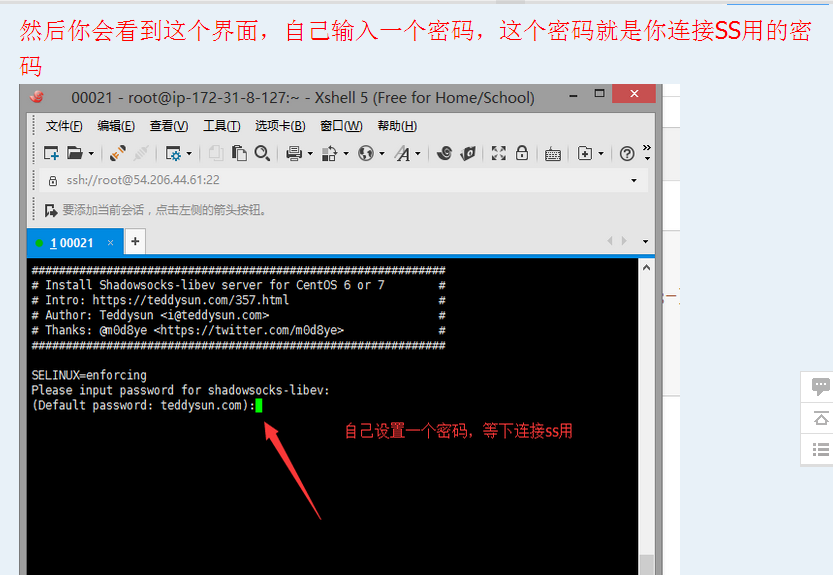 然后你会看到这个界面，自己输入一个密码，这个密码就是你连接SS用的密
码
00021 - root@ip-172-31-8-127:~ - Xshell 5 (Free for Home/School)
文件(F) 编辑(E) 查看(V) 工具(T) 选项卡(B) 窗口(W) 帮助(H)
ssh://root@54.206.44.61:22
要添加当前会话，点击左侧的箭头按钮。
1 00021 × +
#############################################################
# Install Shadowsocks-libev server for CentOS 6 or 7 #
# Intro: https://teddysun.com/357.html #
# Author: Teddysun <i@teddysun.com> #
# Thanks: @m0d8ye <https://twitter.com/m0d8ye> #
#############################################################
SELINUX=enforcing
Please input password for shadowsocks-libev:
(Default password: teddysun.com):
自己设置一个密码，等下连接ss用